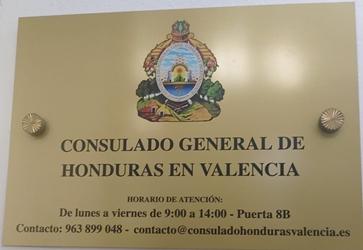 CONSULADO GENERAL DE
HONDURAS EN VALENCIA
HORARIO DE ATENCIÓN:
De lunes a viernes de 9:00 a 14:00 - Puerta 8B
Contacto: 963 899 048 - contacto@consuladohondurasvalencia.es